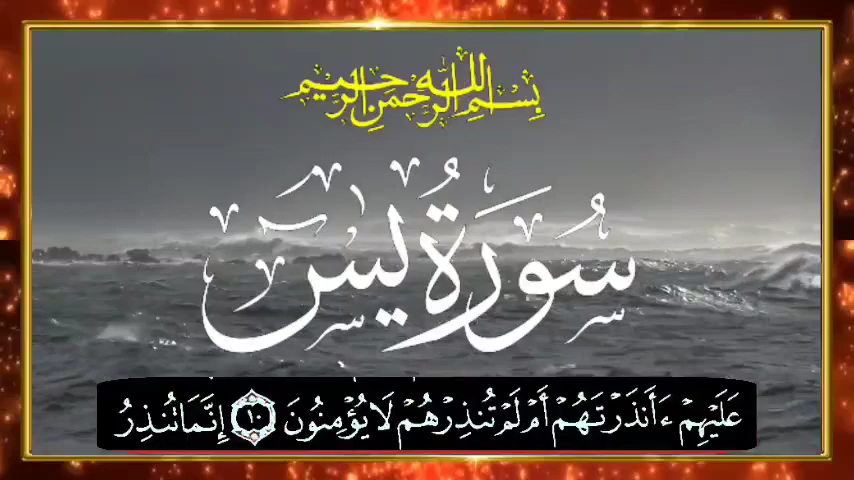 بِسْمِ اللَّهِ الرَّحْمَنِ الرَّحِيمِ
سُورَةُ يسٓ
عَلَيْهِمْ ءَأَنذَرْتَهُمْ أَمْ لَمْ تُنذِرْهُمْ لَا يُؤْمِنُونَ ١٠ إِنَّمَا تُنذِرُ